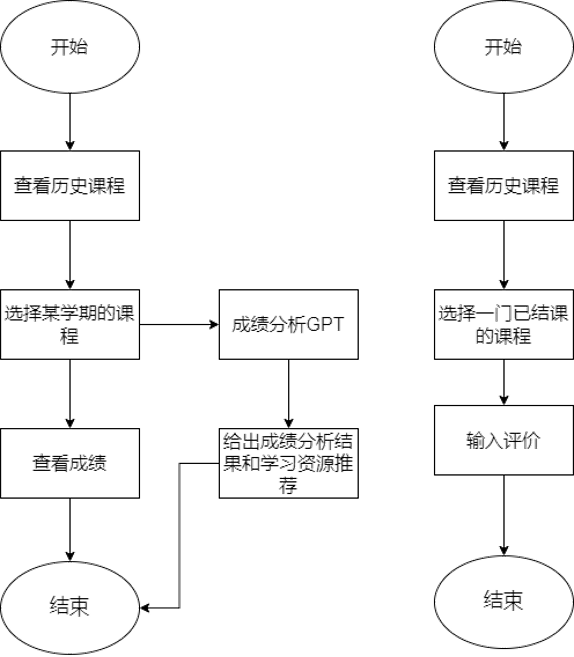 开始
查看历史课程
选择某学期的课
程
成绩分析GPT
查看成绩
给出成绩分析结
果和学习资源推
荐
结束
开始
查看历史课程
选择一门已结课
的课程
输入评价
结束